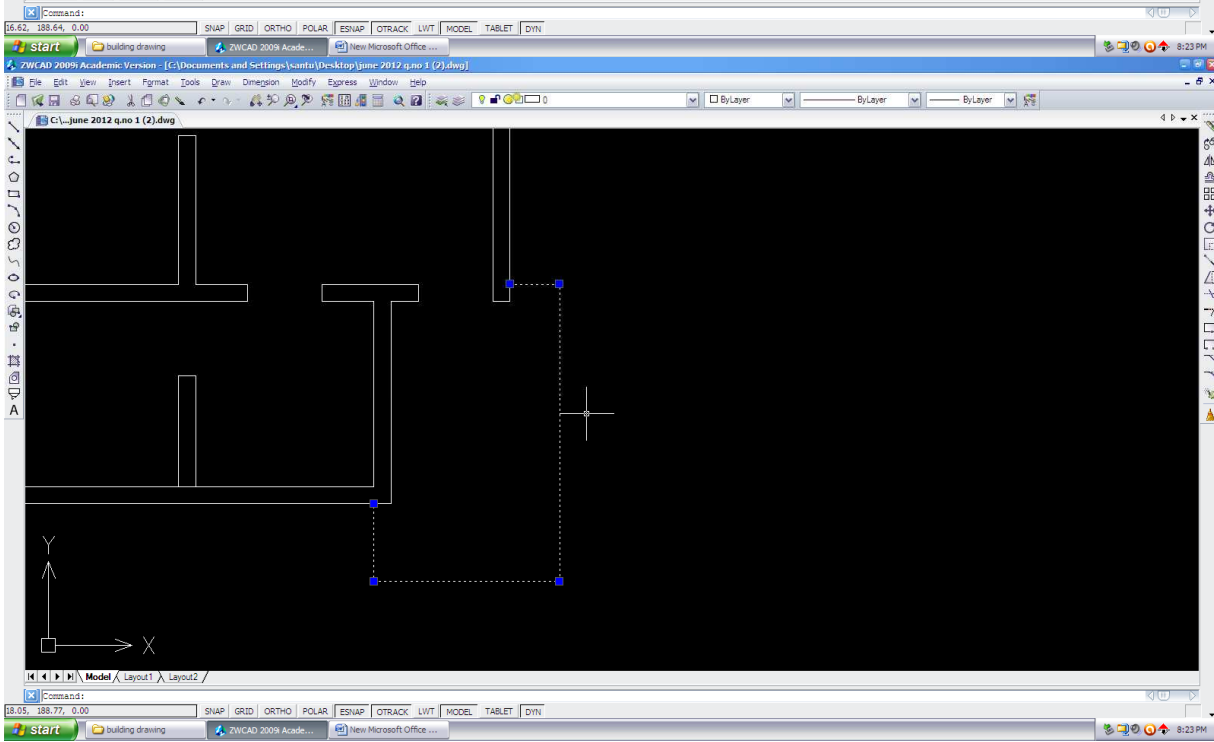 Command:
16.62, 188.64, 0.00 SNAP GRID ORTHO POLAR ESNAP OTRACK LWT MODEL TABLET DYN
start building drawing ZWCAD 2009i Acade... New Microsoft Office ... 8:23 PM
ZWCAD 2009i Academic Version - [C:\Documents and Settings\santu\Desktop\june 2012 q.no 1 (2).dwg]
File Edit View Insert Format Tools Draw Dimension Modify Express Window Help
0 ByLayer ByLayer ByLayer
C:\...june 2012 q.no 1 (2).dwg
A
Y
X
Model Layout1 Layout2
Command:
18.05, 188.77, 0.00 SNAP GRID ORTHO POLAR ESNAP OTRACK LWT MODEL TABLET DYN
start building drawing ZWCAD 2009i Acade... New Microsoft Office ... 8:23 PM